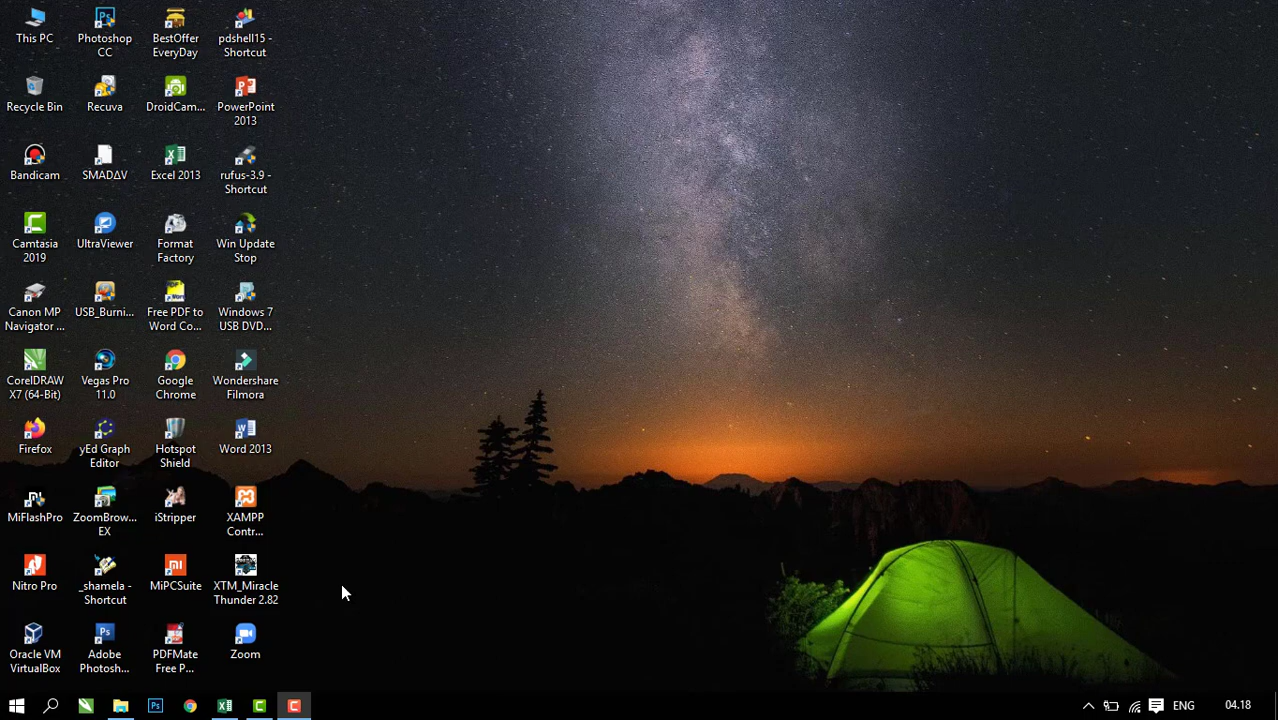 This PC
Photoshop
CC
BestOffer
EveryDay
pdshell15 -
Shortcut
Recycle Bin
Recuva
DroidCam...
PowerPoint
2013
Bandicam
SMADΔV
Excel 2013
rufus-3.9 -
Shortcut
Camtasia
2019
UltraViewer
Format
Factory
Win Update
Stop
Canon MP
Navigator ...
USB_Burni...
Free PDF to
Word Co...
Windows 7
USB DVD...
CorelDRAW
X7 (64-Bit)
Vegas Pro
11.0
Google
Chrome
Wondershare
Filmora
Firefox
yEd Graph
Editor
Hotspot
Shield
Word 2013
MiFlashPro
ZoomBrow...
EX
iStripper
XAMPP
Contr...
Nitro Pro
_shamela -
Shortcut
MiPCSuite
XTM_Miracle
Thunder 2.82
Oracle VM
VirtualBox
Adobe
Photosh...
PDFMate
Free P...
Zoom
ENG
04.18